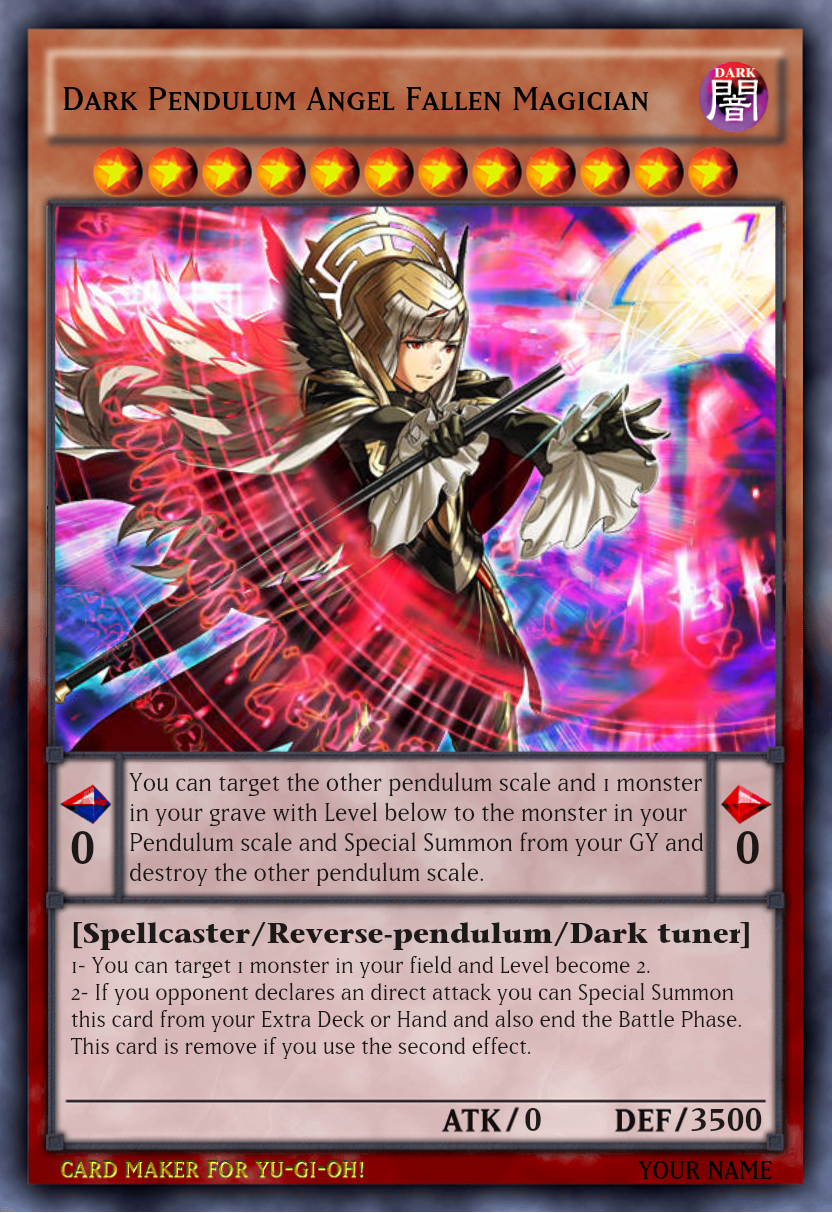 Dark Pendulum Angel Fallen Magician
DARK
闇
You can target the other pendulum scale and 1 monster
in your grave with Level below to the monster in your
Pendulum scale and Special Summon from your GY and
destroy the other pendulum scale.
0
0
[Spellcaster/Reverse-pendulum/Dark tuner]
1- You can target 1 monster in your field and Level become 2.
2- If you opponent declares an direct attack you can Special Summon
this card from your Extra Deck or Hand and also end the Battle Phase.
This card is remove if you use the second effect.
ATK/0 DEF/3500
CARD MAKER FOR YU-GI-OH! YOUR NAME